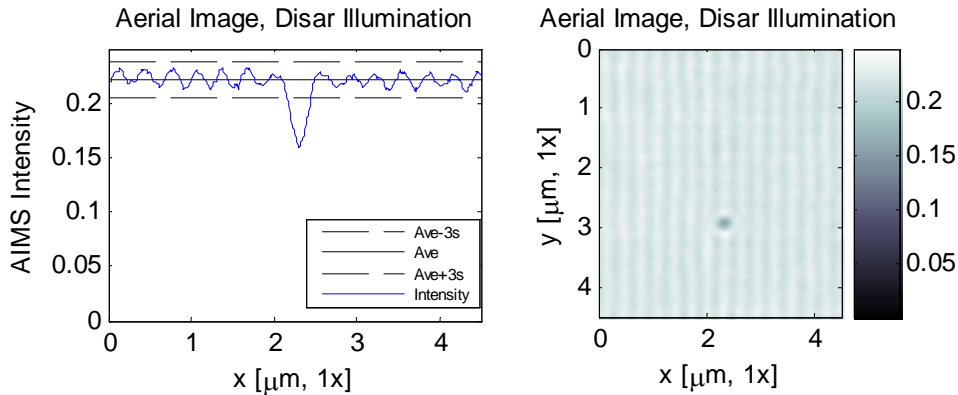 Aerial Image, Disar Illumination
AIMS Intensity
0.2
0.15
0.1
0.05
0
0 1 2 3 4
x [μm, 1x]
Ave-3s
Ave
Ave+3s
Intensity
Aerial Image, Disar Illumination
y [μm, 1x]
0
1
2
3
4
0 2 4
x [μm, 1x]
0.2
0.15
0.1
0.05